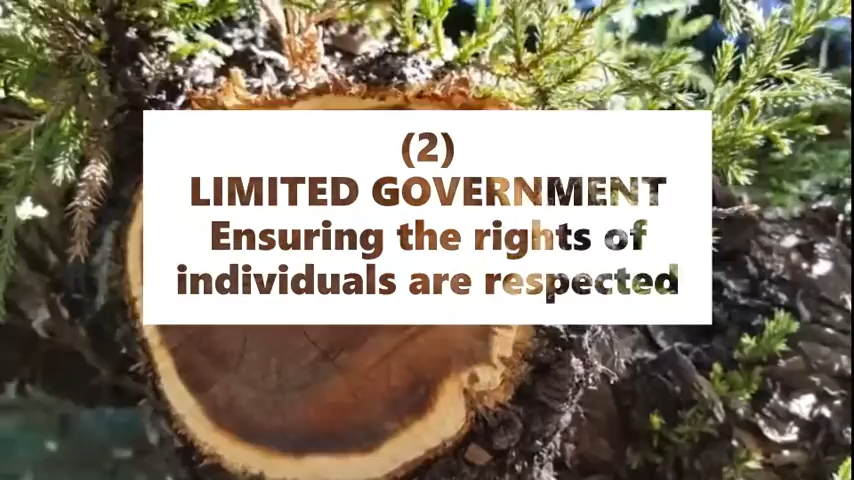 (2)
LIMITED GOVERNMENT
Ensuring the rights of
individuals are respected